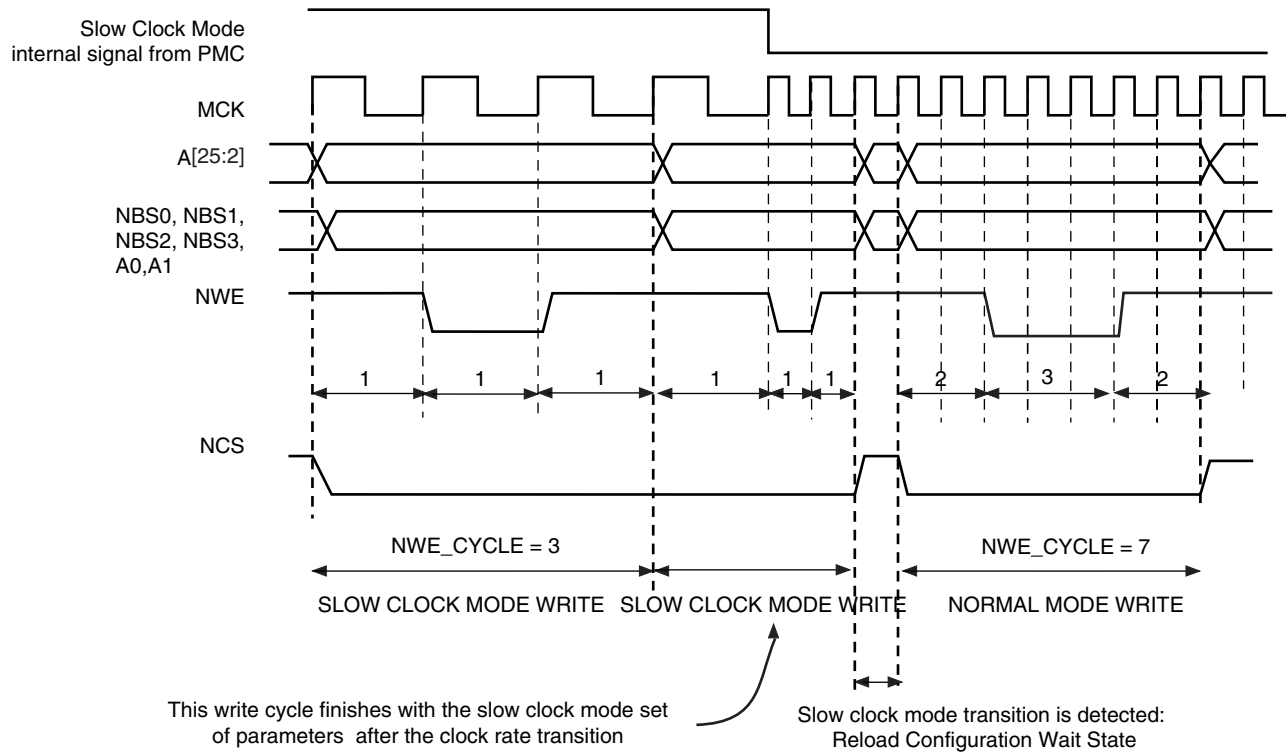 Slow Clock Mode
internal signal from PMC
MCK
A[25:2]
NBS0, NBS1,
NBS2, NBS3,
A0,A1
NWE
1 1 1 1 1 1 2 3 2
NCS
NWE_CYCLE = 3 NWE_CYCLE = 7
SLOW CLOCK MODE WRITE SLOW CLOCK MODE WRITE NORMAL MODE WRITE
This write cycle finishes with the slow clock mode set
of parameters after the clock rate transition
Slow clock mode transition is detected:
Reload Configuration Wait State